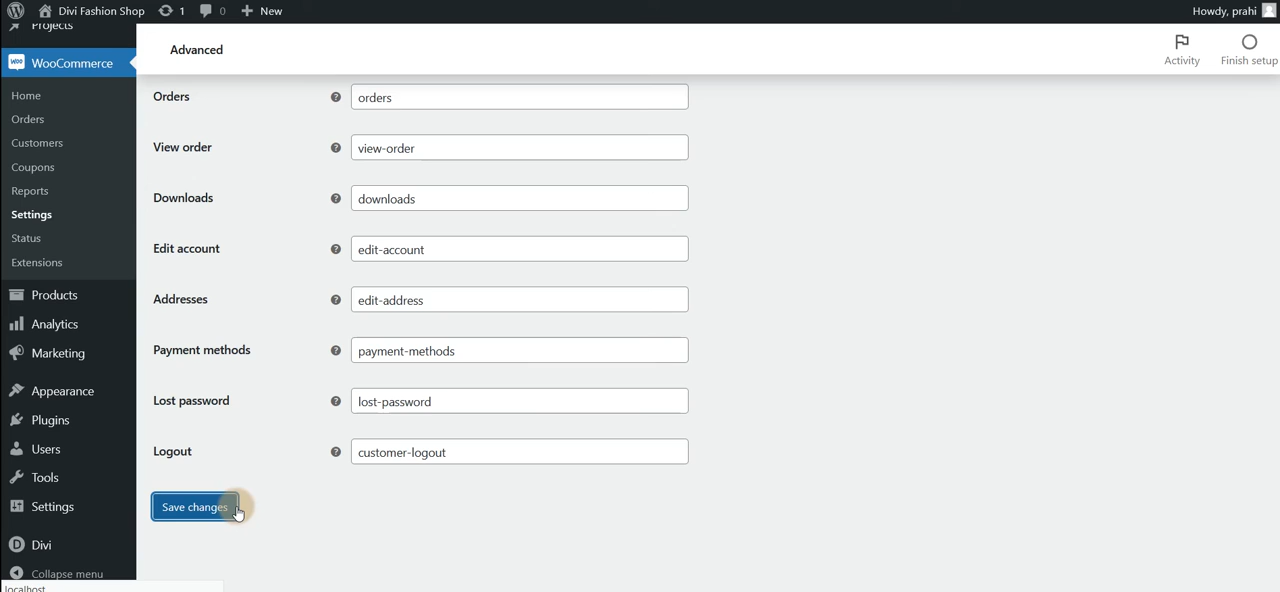 Divi Fashion Shop 1 0 New
Howdy, prahi
Projects
WooCommerce
Home
Orders
Customers
Coupons
Reports
Settings
Status
Extensions
Products
Analytics
Marketing
Appearance
Plugins
Users
Tools
Settings
Divi
Collapse menu
Advanced
Activity
Finish setup
Orders ? orders
View order ? view-order
Downloads ? downloads
Edit account ? edit-account
Addresses ? edit-address
Payment methods ? payment-methods
Lost password ? lost-password
Logout ? customer-logout
Save changes
localhost